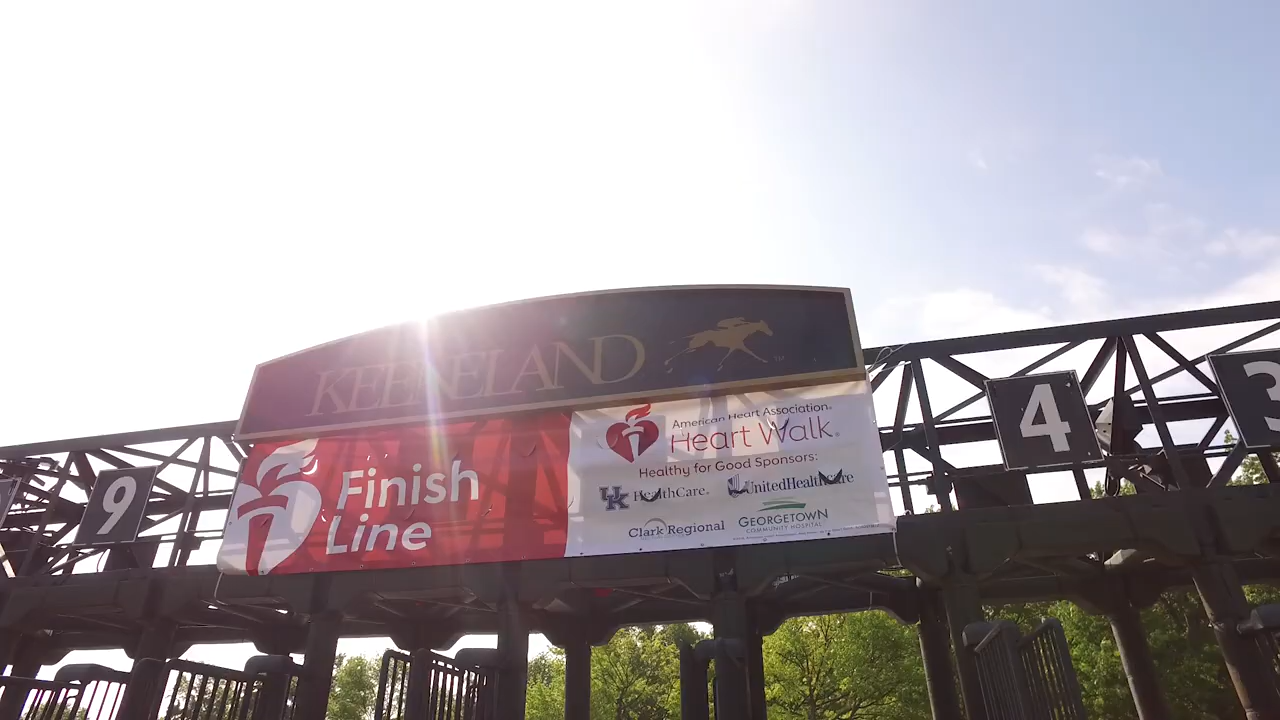 KEENELAND
TM
9
4
3
Finish
Line
American Heart Association®
Heart Walk®
Healthy for Good Sponsors:
UK HealthCare®
UnitedHealthcare
Clark Regional
GEORGETOWN
COMMUNITY HOSPITAL